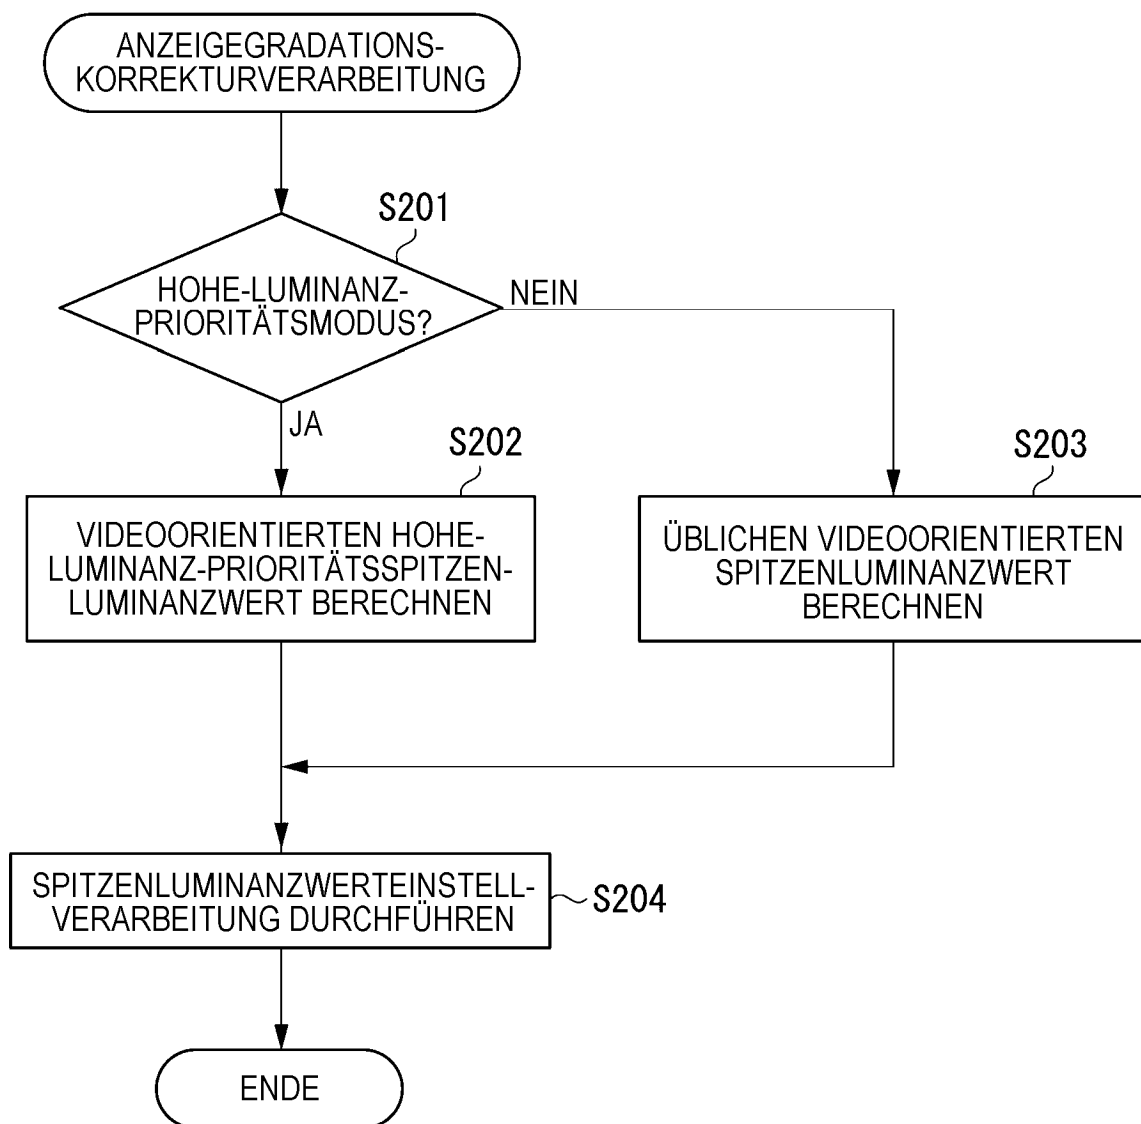 ANZEIGEGRADATIONS-
KORREKTURVERARBEITUNG
S201
HOHE-LUMINANZ-
PRIORITÄTSMODUS?
NEIN
JA
S202
VIDEOORIENTIERTEN HOHE-
LUMINANZ-PRIORITÄTSSPITZEN-
LUMINANZWERT BERECHNEN
S203
ÜBLICHEN VIDEOORIENTIERTEN
SPITZENLUMINANZWERT
BERECHNEN
SPITZENLUMINANZWERTEINSTELL-
VERARBEITUNG DURCHFÜHREN
S204
ENDE